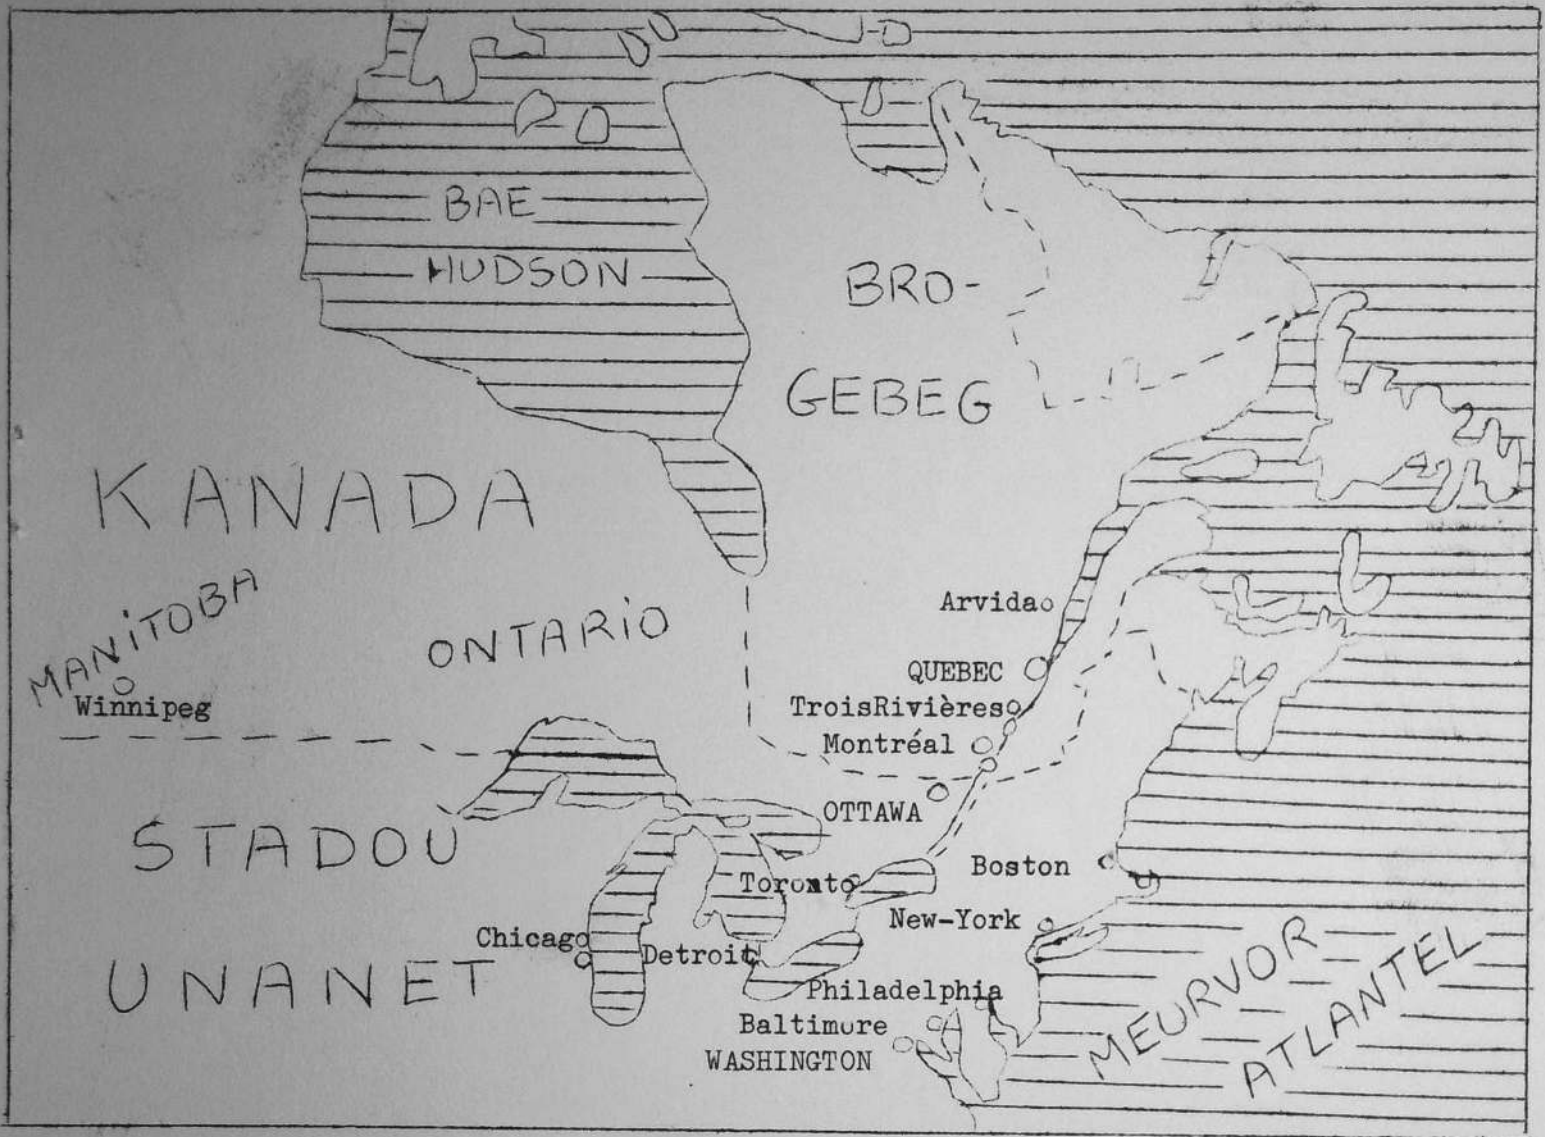 BAE
HUDSON
BRO-
GEBEG
KANADA
MANITOBA
ONTARIO
Arvida
QUEBEC
Winnipeg
TroisRivières
Montréal
OTTAWA
STADOU
Boston
Toronto
New-York
Chicago
Detroit
UNANET
Philadelphia
Baltimore
WASHINGTON
MEURVOR
ATLANTEL